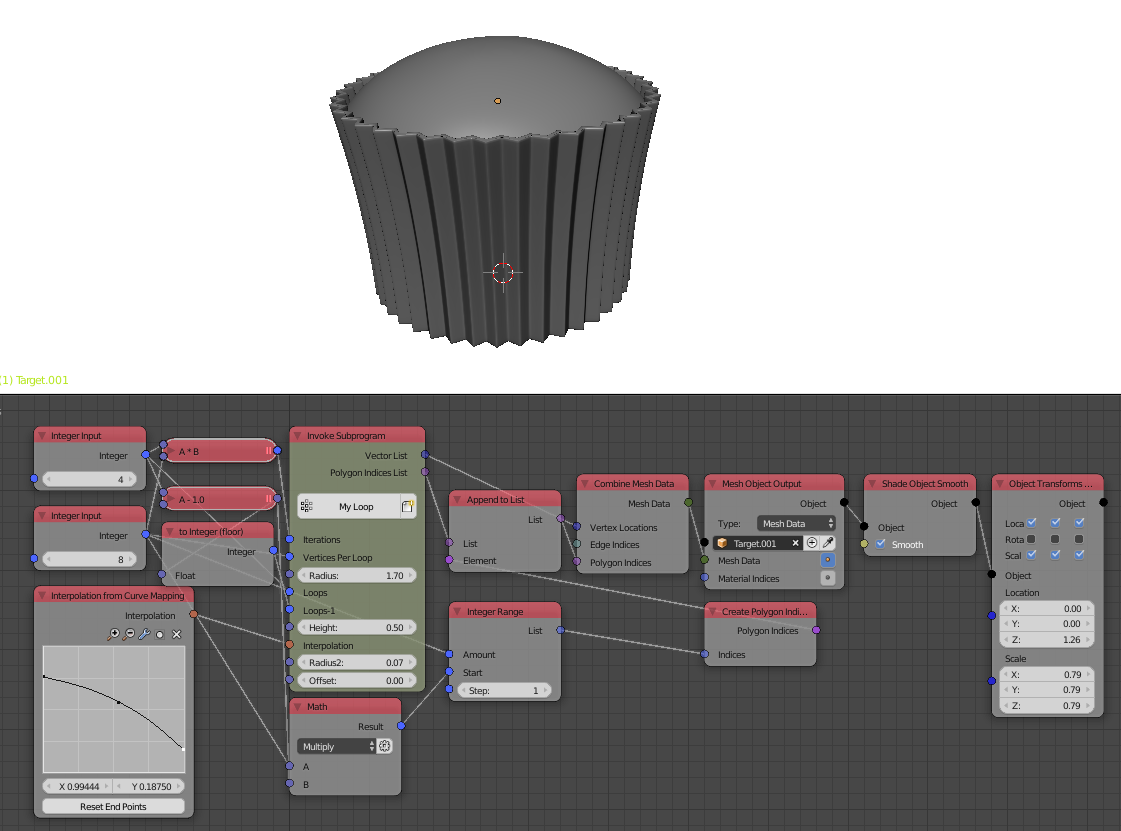 (1) Target.001
Integer Input
Integer
4
A * B
A - 1.0
Integer Input
Integer
8
to Integer (floor)
Integer
Float
Interpolation from Curve Mapping
Interpolation
X 0.99444
Y 0.18750
Reset End Points
Invoke Subprogram
Vector List
Polygon Indices List
My Loop
Iterations
Vertices Per Loop
Radius: 1.70
Loops
Loops-1
Height: 0.50
Interpolation
Radius2: 0.07
Offset: 0.00
Math
Result
Multiply
A
B
Append to List
List
List
Element
Integer Range
List
Amount
Start
Step: 1
Combine Mesh Data
Mesh Data
Vertex Locations
Edge Indices
Polygon Indices
Mesh Object Output
Object
Type: Mesh Data
Target.001
Mesh Data
Material Indices
Create Polygon Indi...
Polygon Indices
Indices
Shade Object Smooth
Object
Object
Smooth
Object Transforms ...
Object
Loca
Rota
Scal
Object
Location
X: 0.00
Y: 0.00
Z: 1.26
Scale
X: 0.79
Y: 0.79
Z: 0.79